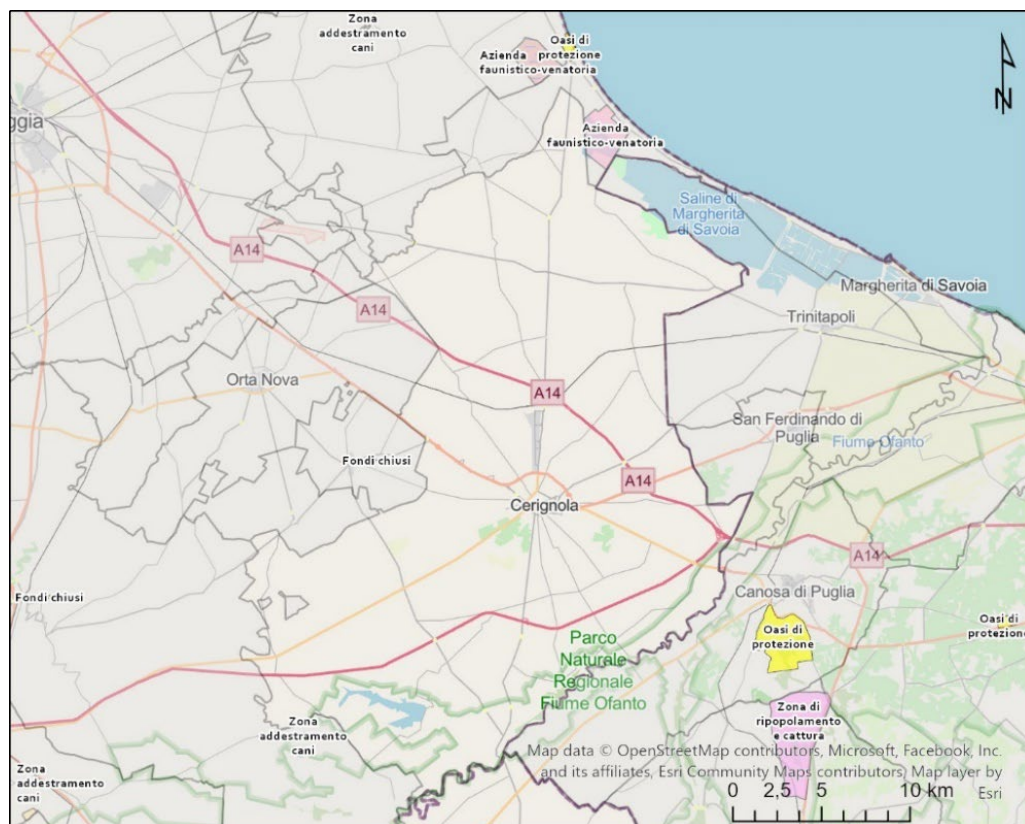 Zona
addestramento
cani
Oasi di
protezione
Azienda
faunistico-venatoria
Azienda
faunistico-venatoria
N
ggia
Saline di
Margherita
di Savoia
A14
Margherita di Savoia
A14
Trinitapoli
Orta Nova
A14
San Ferdinando di
Puglia
Fiume Ofanto
Fondi chiusi
A14
Cerignola
A14
Canosa di Puglia
Fondi chiusi
Oasi di
protezione
Oasi di
protezione
Parco
Naturale
Regionale
Fiume Ofanto
Zona di
ripopolamento
e cattura
Zona
addestramento
cani
Zona
addestramento
cani
Map data © OpenStreetMap contributors, Microsoft, Facebook, Inc.
and its affiliates, Esri Community Maps contributors, Map layer by
Esri
0 2,5 5 10 km